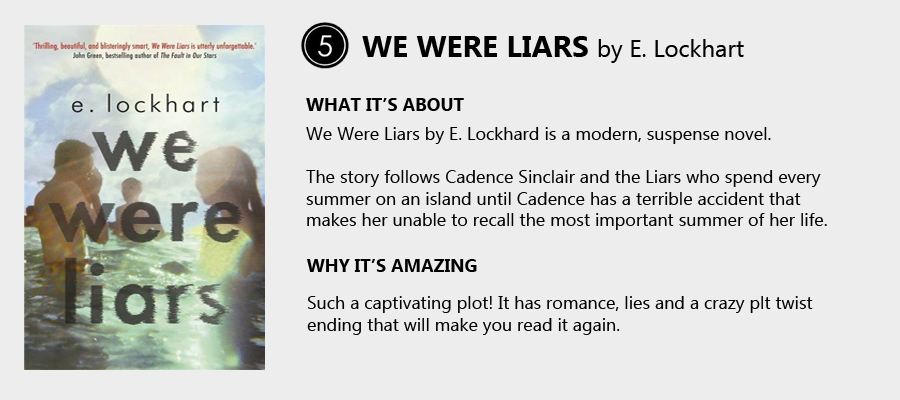 'Thrilling, beautiful, and blisteringly smart, We Were Liars is utterly unforgettable.'
John Green, bestselling author of The Fault in Our Stars
e. lockhart
we
were
liars
5 WE WERE LIARS by E. Lockhart
WHAT IT'S ABOUT
We Were Liars by E. Lockhard is a modern, suspense novel.
The story follows Cadence Sinclair and the Liars who spend every
summer on an island until Cadence has a terrible accident that
makes her unable to recall the most important summer of her life.
WHY IT'S AMAZING
Such a captivating plot! It has romance, lies and a crazy plt twist
ending that will make you read it again.